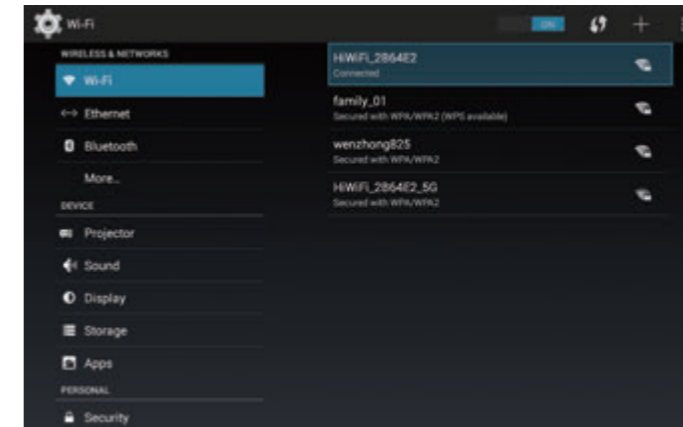 Wi-Fi
ON
WIRELESS & NETWORKS
Wi-Fi
Ethernet
Bluetooth
More...
DEVICE
Projector
Sound
Display
Storage
Apps
PERSONAL
Security
HiWiFi_2864E2
Connected
family_01
Secured with WPA/WPA2 (WPS available)
wenzhong825
Secured with WPA/WPA2
HiWiFi_2864E2_5G
Secured with WPA/WPA2